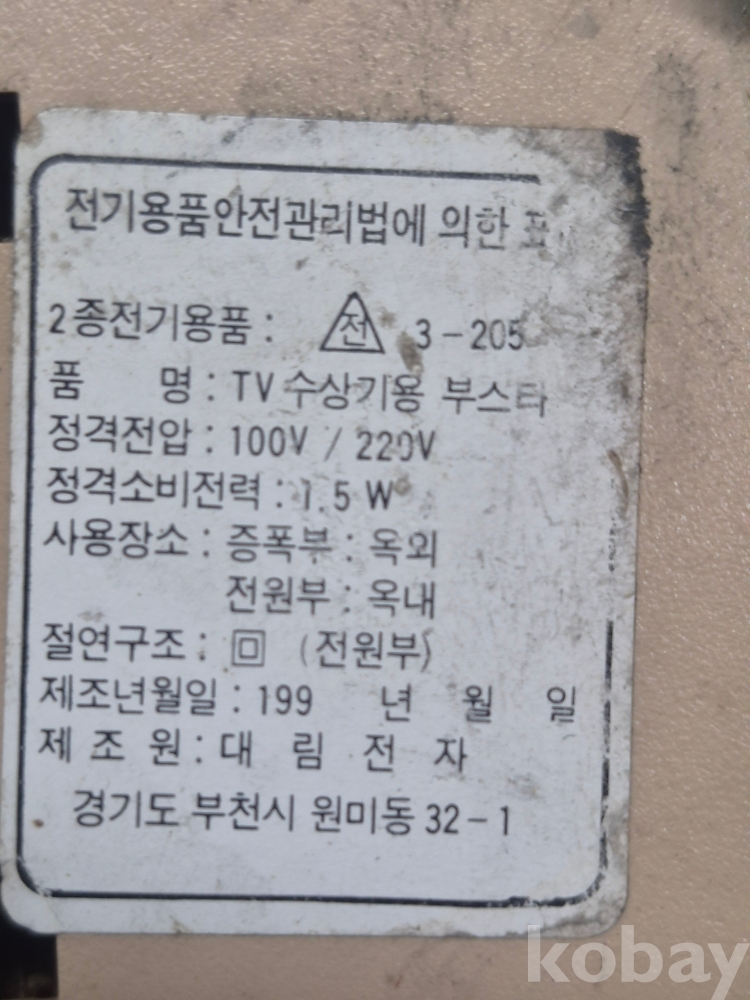 전기용품안전관리법에 의한
2종전기용품 : 전 3-205
품 명 : TV 수상기용 부스타
정격전압 : 100V / 220V
정격소비전력 : 1.5W
사용장소 : 증폭부 : 옥외
전원부 : 옥내
절연구조 : 回 (전원부)
제조년월일 : 199 년 월 일
제 조 원 : 대 림 전 자
경기도 부천시 원미동 32-1
kobay